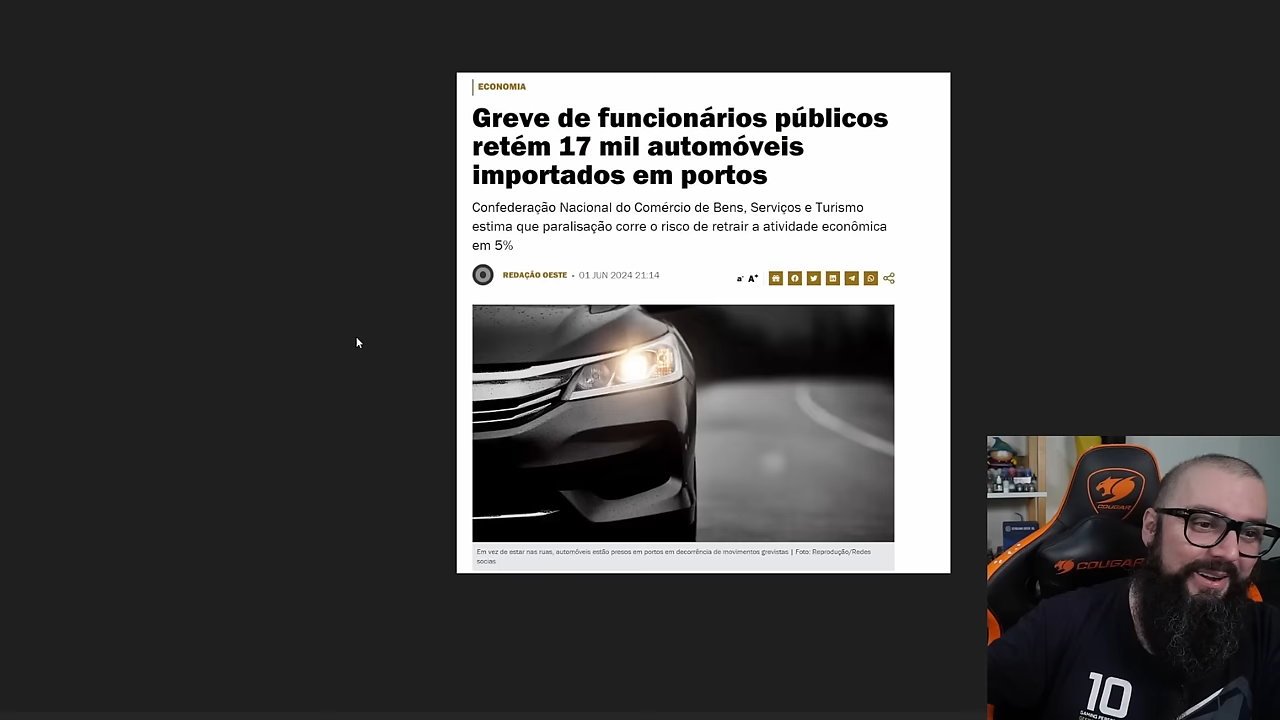 ECONOMIA
Greve de funcionários públicos
retém 17 mil automóveis
importados em portos
Confederação Nacional do Comércio de Bens, Serviços e Turismo
estima que paralisação corre o risco de retrair a atividade econômica
em 5%
REDAÇÃO OESTE - 01 JUN 2024 21:14
a- A+
Em vez de estar nas ruas, automóveis estão presos em portos em decorrência de movimentos grevistas | Foto: Reprodução/Redes
socias
COUGAR
COUGAR
10